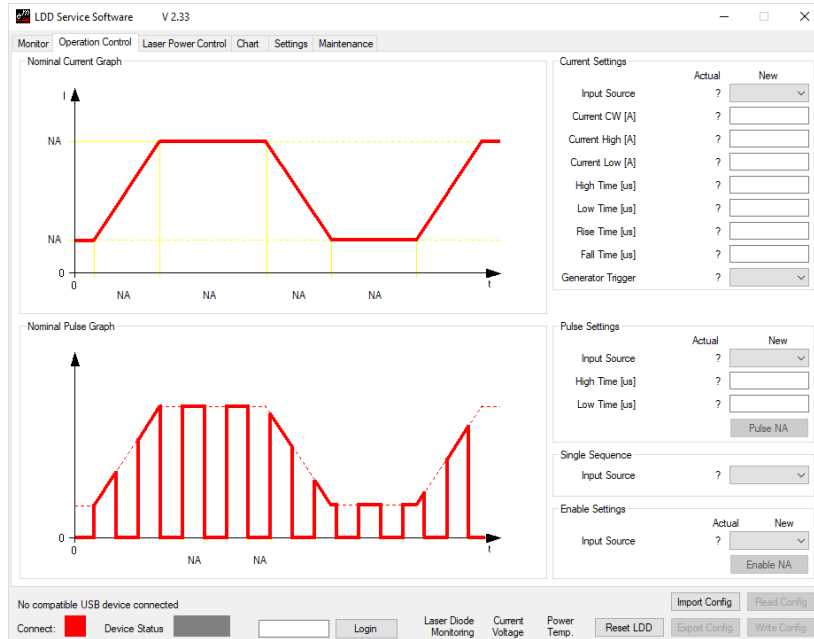 LDD Service Software V 2.33
Monitor Operation Control Laser Power Control Chart Settings Maintenance
Nominal Current Graph
I
NA
NA
0
0
t
NA NA NA NA
Current Settings
Actual New
Input Source ?
Current CW [A] ?
Current High [A] ?
Current Low [A] ?
High Time [us] ?
Low Time [us] ?
Rise Time [us] ?
Fall Time [us] ?
Generator Trigger ?
Nominal Pulse Graph
0
0
t
NA NA
Pulse Settings
Actual New
Input Source ?
High Time [us] ?
Low Time [us] ?
Pulse NA
Single Sequence
Input Source ?
Enable Settings
Actual New
Input Source ?
Enable NA
No compatible USB device connected
Connect: Device Status Login
Laser Diode Current Power
Monitoring Voltage Temp.
Reset LDD
Import Config Read Config
Export Config Write Config